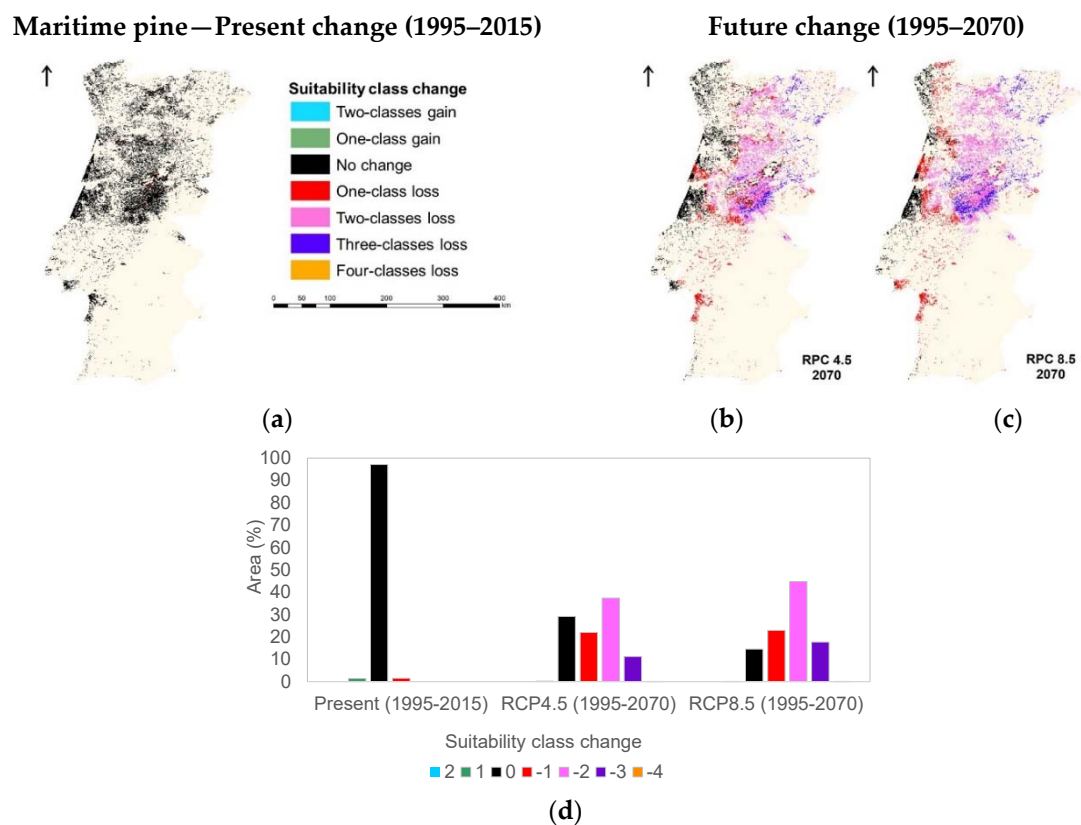 Maritime pine—Present change (1995–2015)
Future change (1995–2070)
Suitability class change
Two-classes gain
One-class gain
No change
One-class loss
Two-classes loss
Three-classes loss
Four-classes loss
0 25 50 100 200 300 400
km
RPC 4.5
2070
RPC 8.5
2070
(a)
(b)
(c)
100
90
80
70
60
50
40
30
20
10
0
Area (%)
Present (1995-2015) RCP4.5 (1995-2070) RCP8.5 (1995-2070)
Suitability class change
2 1 0 -1 -2 -3 -4
(d)